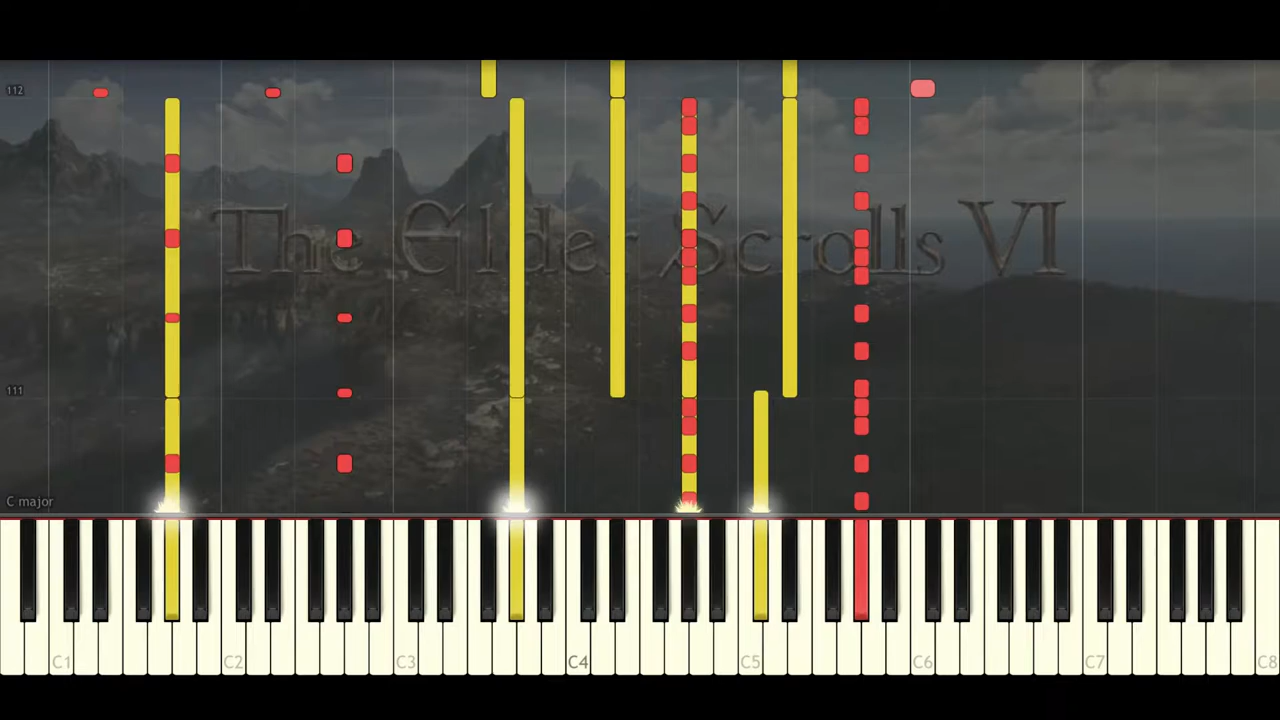 112
The Elder Scrolls VI
111
C major
C1 C2 C3 C4 C5 C6 C7 C8